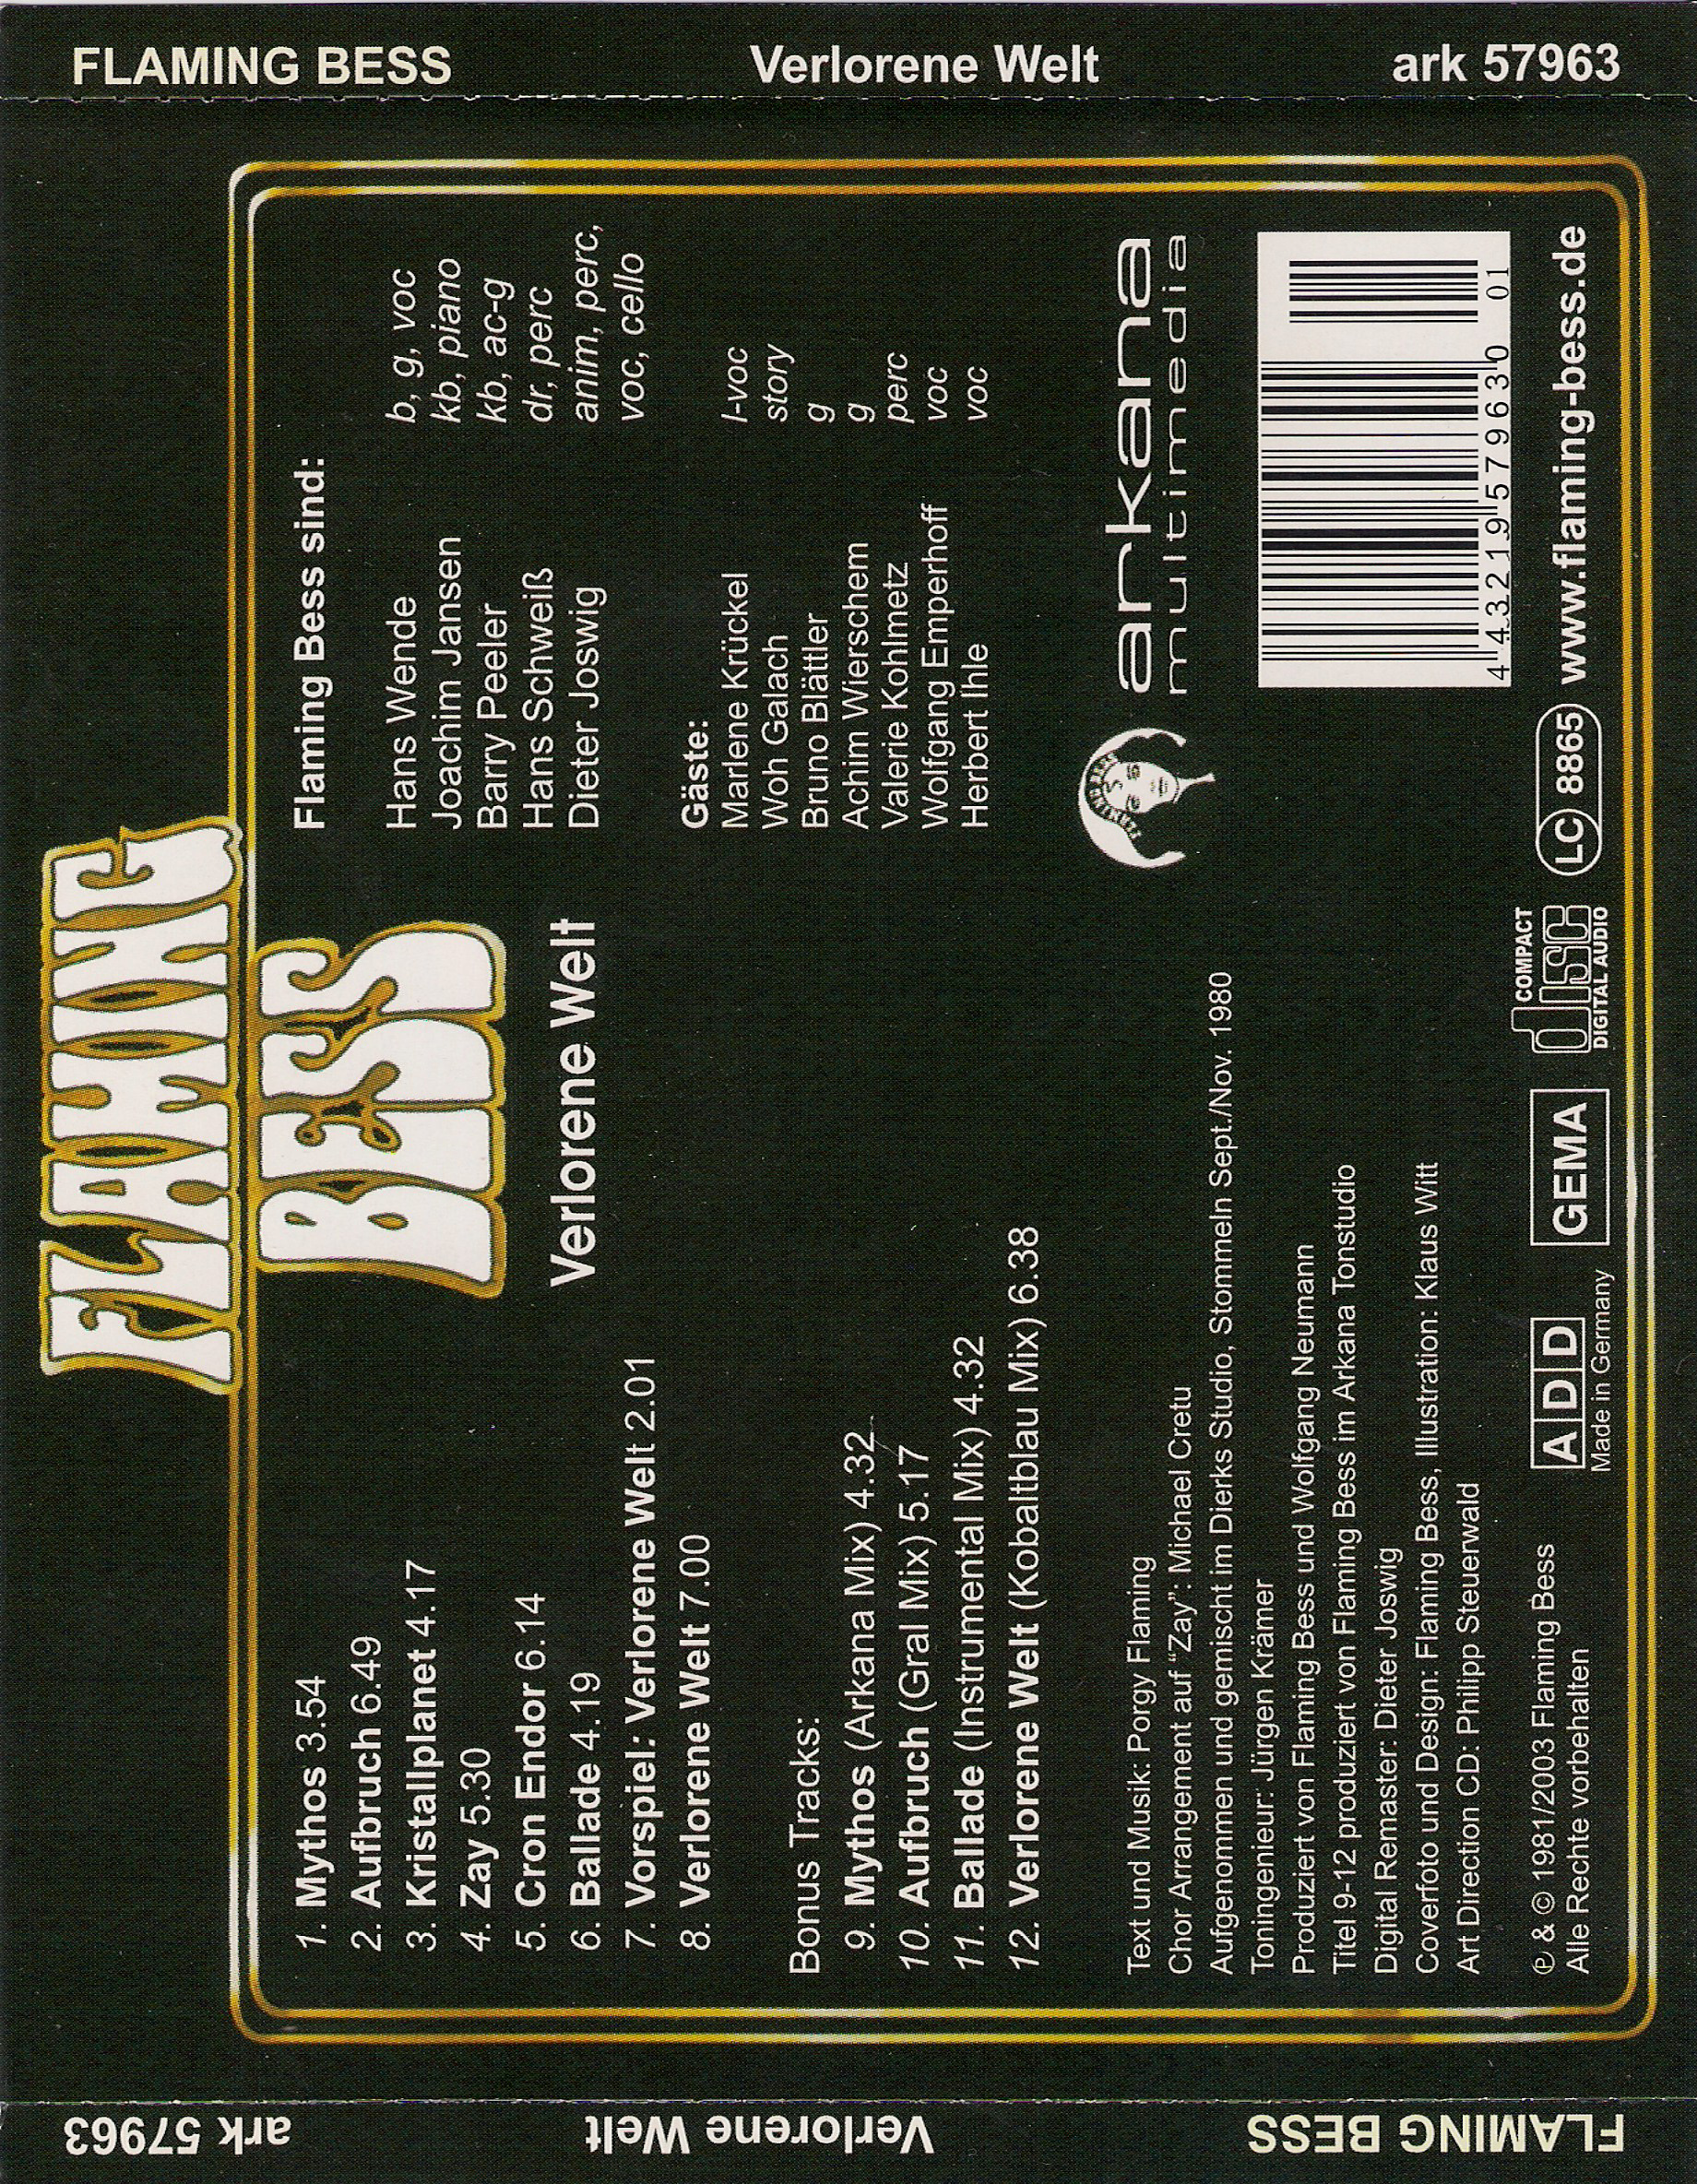 FLAMING BESS
Verlorene Welt
ark 57963
FLAMING
BESS
Verlorene Welt
1. Mythos 3.54
2. Aufbruch 6.49
3. Kristallplanet 4.17
4. Zay 5.30
5. Cron Endor 6.14
6. Ballade 4.19
7. Vorspiel: Verlorene Welt 2.01
8. Verlorene Welt 7.00
Bonus Tracks:
9. Mythos (Arkana Mix) 4.32
10. Aufbruch (Gral Mix) 5.17
11. Ballade (Instrumental Mix) 4.32
12. Verlorene Welt (Kobaltblau Mix) 6.38
Flaming Bess sind:
Hans Wende b, g, voc
Joachim Jansen kb, piano
Barry Peeler kb, ac-g
Hans Schweiß dr, perc
Dieter Joswig anim, perc,
voc, cello
Gäste:
Marlene Krückel l-voc
Woh Galach story
Bruno Blättler g
Achim Wierschem g
Valerie Kohlmetz perc
Wolfgang Emperhoff voc
Herbert Ihle voc
Text und Musik: Porgy Flaming
Chor Arrangement auf “Zay”: Michael Cretu
Aufgenommen und gemischt im Dierks Studio, Stommeln Sept./Nov. 1980
Toningenieur: Jürgen Krämer
Produziert von Flaming Bess und Wolfgang Neumann
Titel 9-12 produziert von Flaming Bess im Arkana Tonstudio
Digital Remaster: Dieter Joswig
Coverfoto und Design: Flaming Bess, Illustration: Klaus Witt
Art Direction CD: Philipp Steuerwald
℗ & © 1981/2003 Flaming Bess
Alle Rechte vorbehalten
ADD
Made in Germany
GEMA
COMPACT
disc
DIGITAL AUDIO
LC 8865
www.flaming-bess.de
arkana
multimedia
4 432195 79630 01
FLAMING BESS
Verlorene Welt
ark 57963